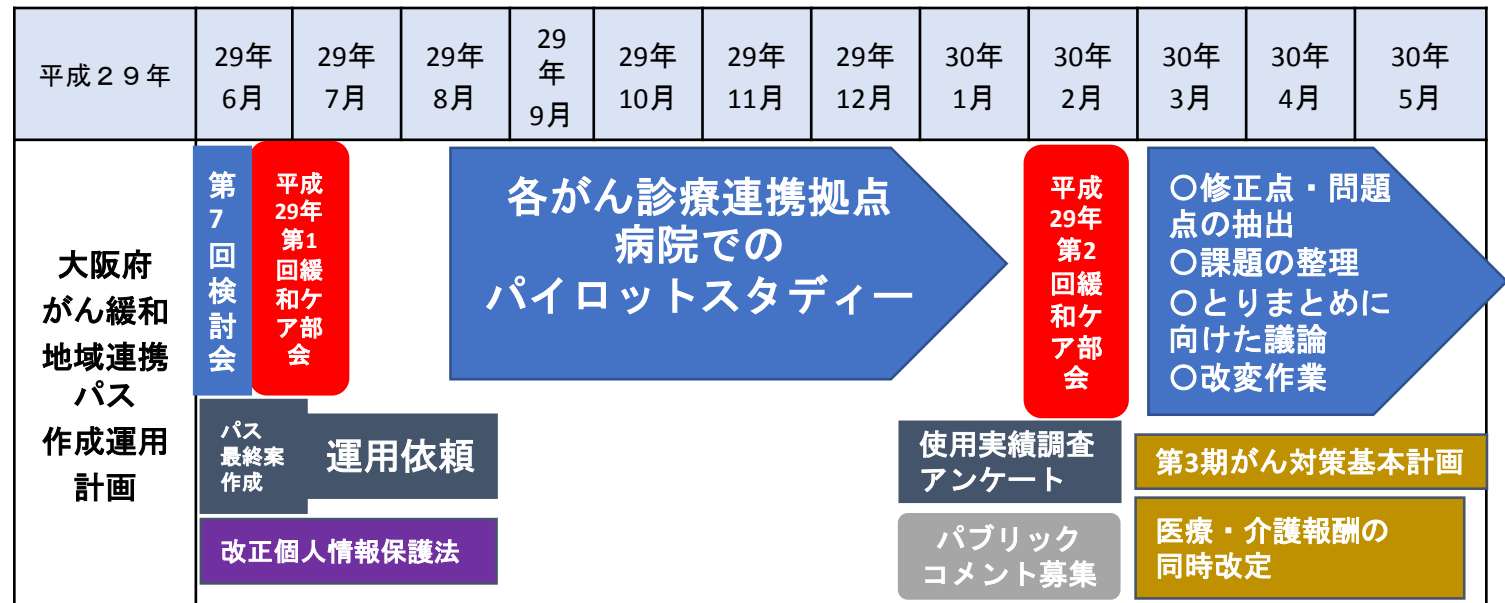 平成２９年
29年
6月
29年
7月
29年
8月
29
年
9月
29年
10月
29年
11月
29年
12月
30年
1月
30年
2月
30年
3月
30年
4月
30年
5月
大阪府
がん緩和
地域連携
パス
作成運用
計画
第
7
回
検
討
会
平成
29年
第1
回緩
和ケ
ア部
会
各がん診療連携拠点
病院での
パイロットスタディー
平成
29年
第2
回緩
和ケ
ア部
会
〇修正点・問題
点の抽出
〇課題の整理
〇とりまとめに
向けた議論
〇改変作業
パス
最終案
作成
運用依頼
使用実績調査
アンケート
第3期がん対策基本計画
改正個人情報保護法
パブリック
コメント募集
医療・介護報酬の
同時改定